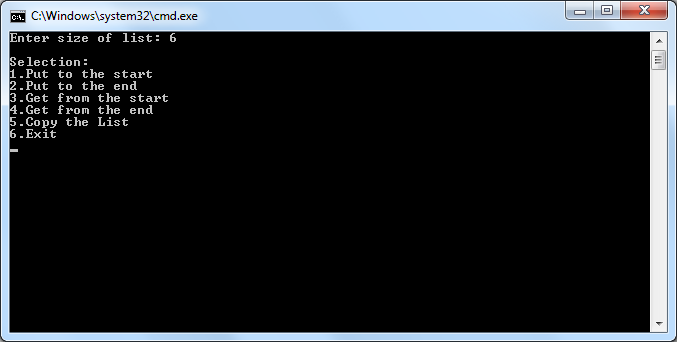 C:\Windows\system32\cmd.exe
Enter size of list: 6
Selection:
1.Put to the start
2.Put to the end
3.Get from the start
4.Get from the end
5.Copy the List
6.Exit